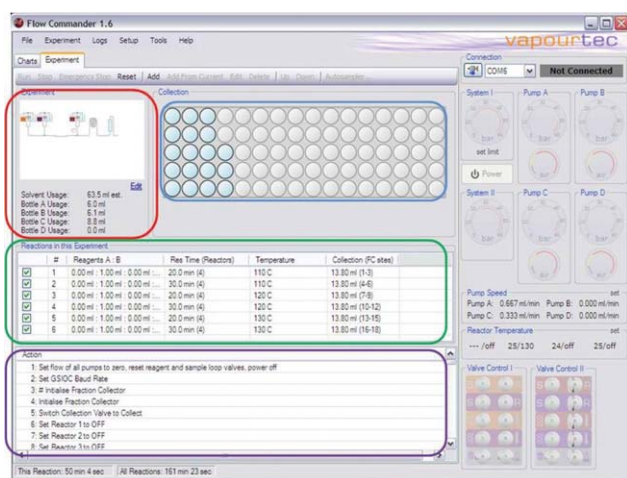 Flow Commander 1.6
File Experiment Logs Setup Tools Help
vapourtec
Charts Experiment
Run Stop Emergency Stop Reset Add Add From Current Edit Delete Up Down Autosampler...
Experiment
Edit
Solvent Usage: 63.5 ml est.
Bottle A Usage: 6.0 ml
Bottle B Usage: 6.1 ml
Bottle C Usage: 8.8 ml
Bottle D Usage: 0.0 ml
Collection
Reactions in this Experiment
# Reagents A : B Res Time (Reactors) Temperature Collection (FC sites)
1 0.00 ml : 1.00 ml : 0.00 ml :... 20.0 min (4) 110 C 13.80 ml (1-3)
2 0.00 ml : 1.00 ml : 0.00 ml :... 30.0 min (4) 110 C 13.80 ml (4-6)
3 0.00 ml : 1.00 ml : 0.00 ml :... 20.0 min (4) 120 C 13.80 ml (7-9)
4 0.00 ml : 1.00 ml : 0.00 ml :... 30.0 min (4) 120 C 13.80 ml (10-12)
5 0.00 ml : 1.00 ml : 0.00 ml :... 20.0 min (4) 130 C 13.80 ml (13-15)
6 0.00 ml : 1.00 ml : 0.00 ml :... 30.0 min (4) 130 C 13.80 ml (16-18)
Action
1: Set flow of all pumps to zero, reset reagent and sample loop valves, power off
2: Set GSIOC Baud Rate
3: # Initialise Fraction Collector
4: Initialise Fraction Collector
5: Switch Collection Valve to Collect
6: Set Reactor 1 to OFF
7: Set Reactor 2 to OFF
8: Set Reactor 3 to OFF
This Reaction: 50 min 4 sec All Reactions: 161 min 23 sec
Connection
COM6 Not Connected
System I Pump A Pump B
bar bar bar
set limit
Power
System II Pump C Pump D
bar bar bar
Pump Speed set
Pump A: 0.667 ml/min Pump B: 0.000 ml/min
Pump C: 0.333 ml/min Pump D: 0.000 ml/min
Reactor Temperature set
--- /off 25/130 24/off 25/off
Valve Control I Valve Control II